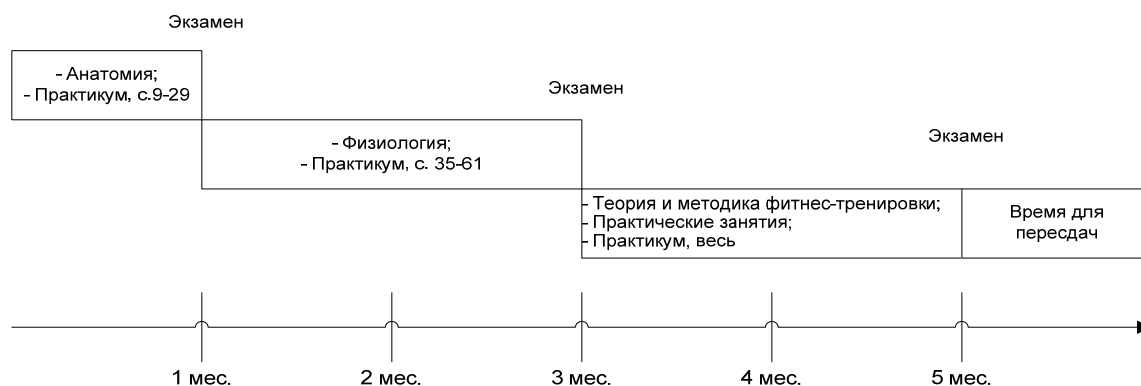 Экзамен
- Анатомия;
- Практикум, с.9-29
Экзамен
- Физиология;
- Практикум, с. 35-61
Экзамен
- Теория и методика фитнес-тренировки;
- Практические занятия;
- Практикум, весь
Время для
пересдач
1 мес.
2 мес.
3 мес.
4 мес.
5 мес.